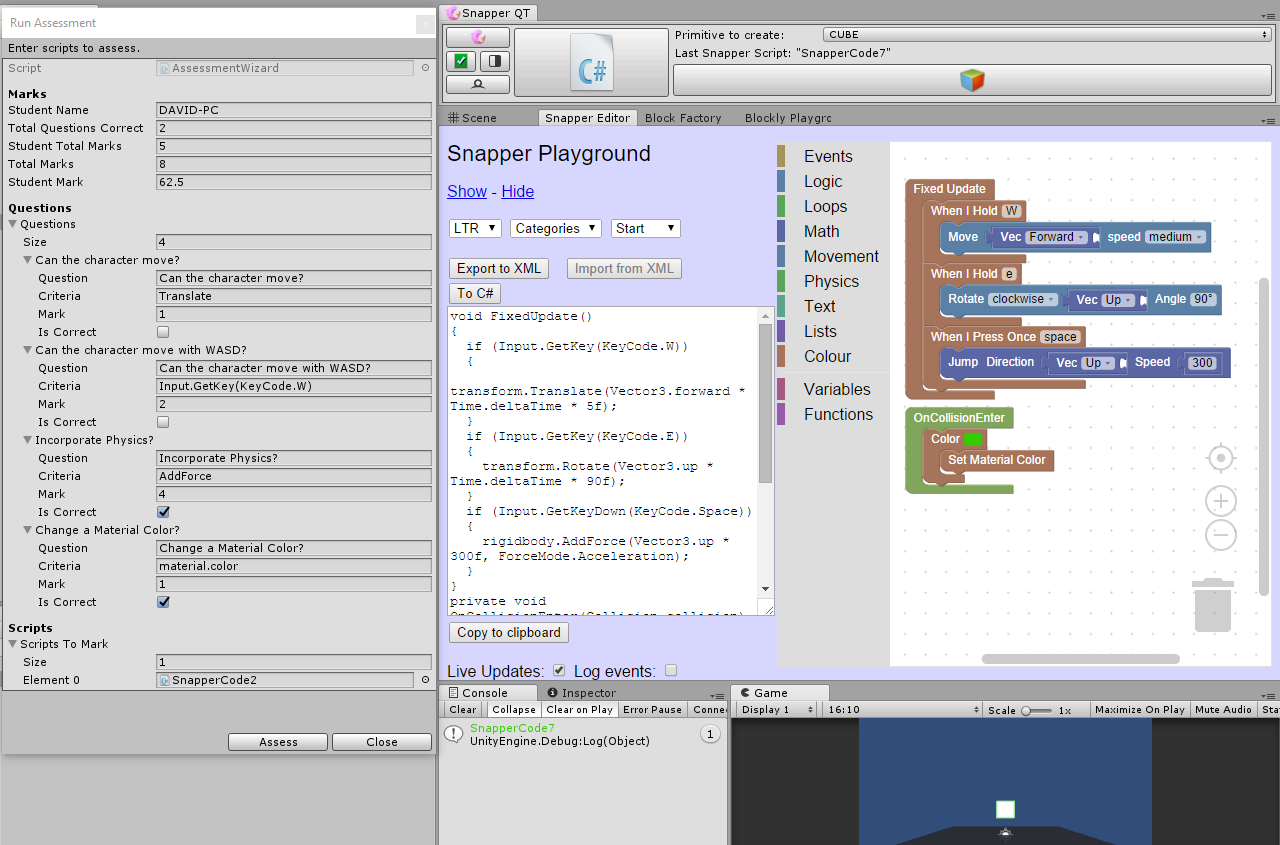 Run Assessment
Enter scripts to assess.
Script AssessmentWizard
Marks
Student Name DAVID-PC
Total Questions Correct 2
Student Total Marks 5
Total Marks 8
Student Mark 62.5
Questions
Questions
Size 4
Can the character move?
Question Can the character move?
Criteria Translate
Mark 1
Is Correct
Can the character move with WASD?
Question Can the character move with WASD?
Criteria Input.GetKey(KeyCode.W)
Mark 2
Is Correct
Incorporate Physics?
Question Incorporate Physics?
Criteria AddForce
Mark 4
Is Correct
Change a Material Color?
Question Change a Material Color?
Criteria material.color
Mark 1
Is Correct
Scripts
Scripts To Mark
Size 1
Element 0 SnapperCode2
Assess Close
Snapper QT
C#
Primitive to create: CUBE
Last Snapper Script: "SnapperCode7"
Scene Snapper Editor Block Factory Blockly Playgrc
Snapper Playground
Show - Hide
LTR Categories Start
Export to XML Import from XML
To C#
void FixedUpdate()
{
if (Input.GetKey(KeyCode.W))
{
transform.Translate(Vector3.forward *
Time.deltaTime * 5f);
}
if (Input.GetKey(KeyCode.E))
{
transform.Rotate(Vector3.up *
Time.deltaTime * 90f);
}
if (Input.GetKeyDown(KeyCode.Space))
{
rigidbody.AddForce(Vector3.up *
300f, ForceMode.Acceleration);
}
}
private void
OnCollisionEnter(Collision collision)
Copy to clipboard
Live Updates: Log events:
Events
Logic
Loops
Math
Movement
Physics
Text
Lists
Colour
Variables
Functions
Fixed Update
When I Hold W
Move Vec Forward speed medium
When I Hold e
Rotate clockwise Vec Up Angle 90°
When I Press Once space
Jump Direction Vec Up Speed 300
OnCollisionEnter
Color
Set Material Color
Console Inspector
Clear Collapse Clear on Play Error Pause Connec
SnapperCode7
UnityEngine.Debug:Log(Object)
1
Game
Display 1 16:10 Scale 1x Maximize On Play Mute Audio Sta